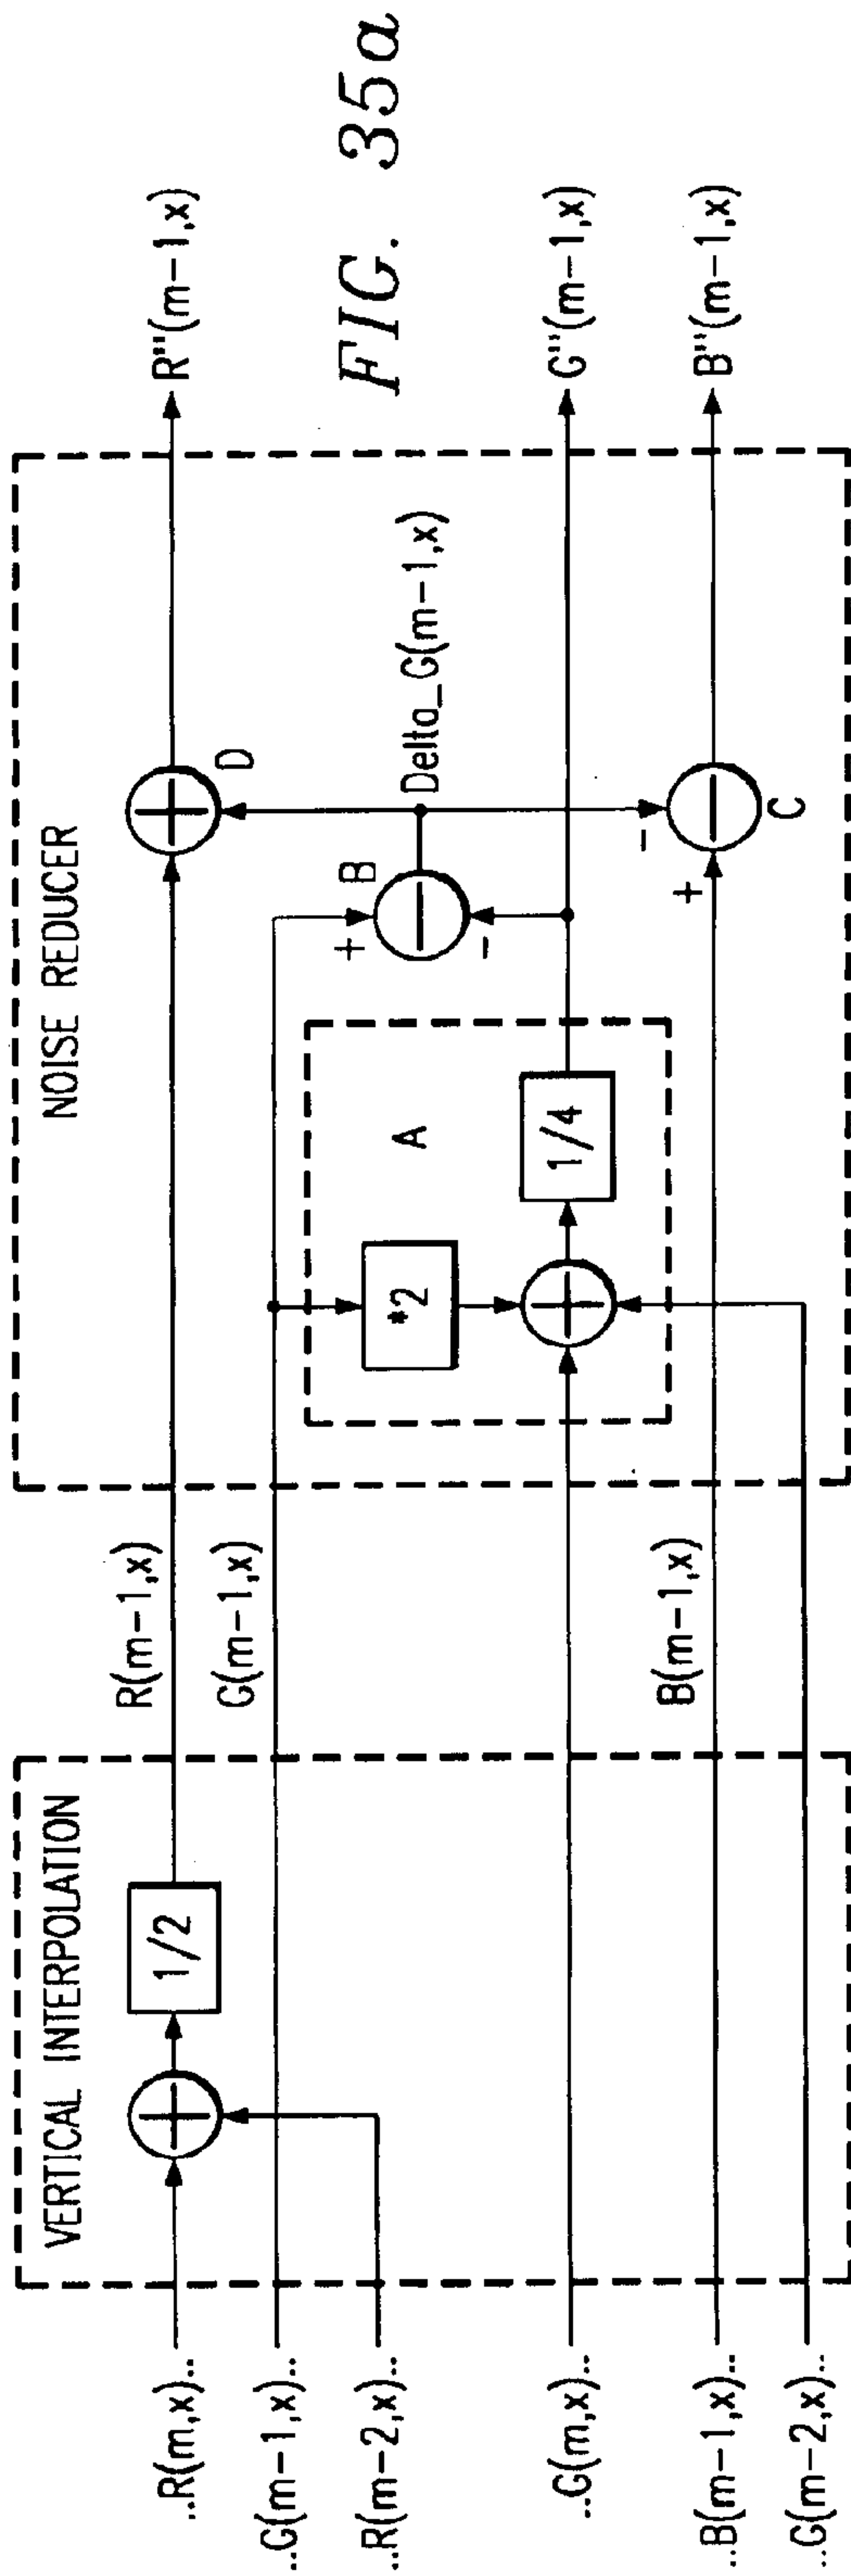 ..R(m,x)..
..G(m-1,x)..
..R(m-2,x)..
..G(m,x)..
..B(m-1,x)..
..G(m-2,x)..
VERTICAL INTERPOLATION
+
1/2
R(m-1,x)
G(m-1,x)
B(m-1,x)
NOISE REDUCER
*2
+
A
1/4
+
-
B
−
Delta_G(m-1,x)
+
D
+
-
−
C
R"(m-1,x)
G"(m-1,x)
B"(m-1,x)
FIG. 35a